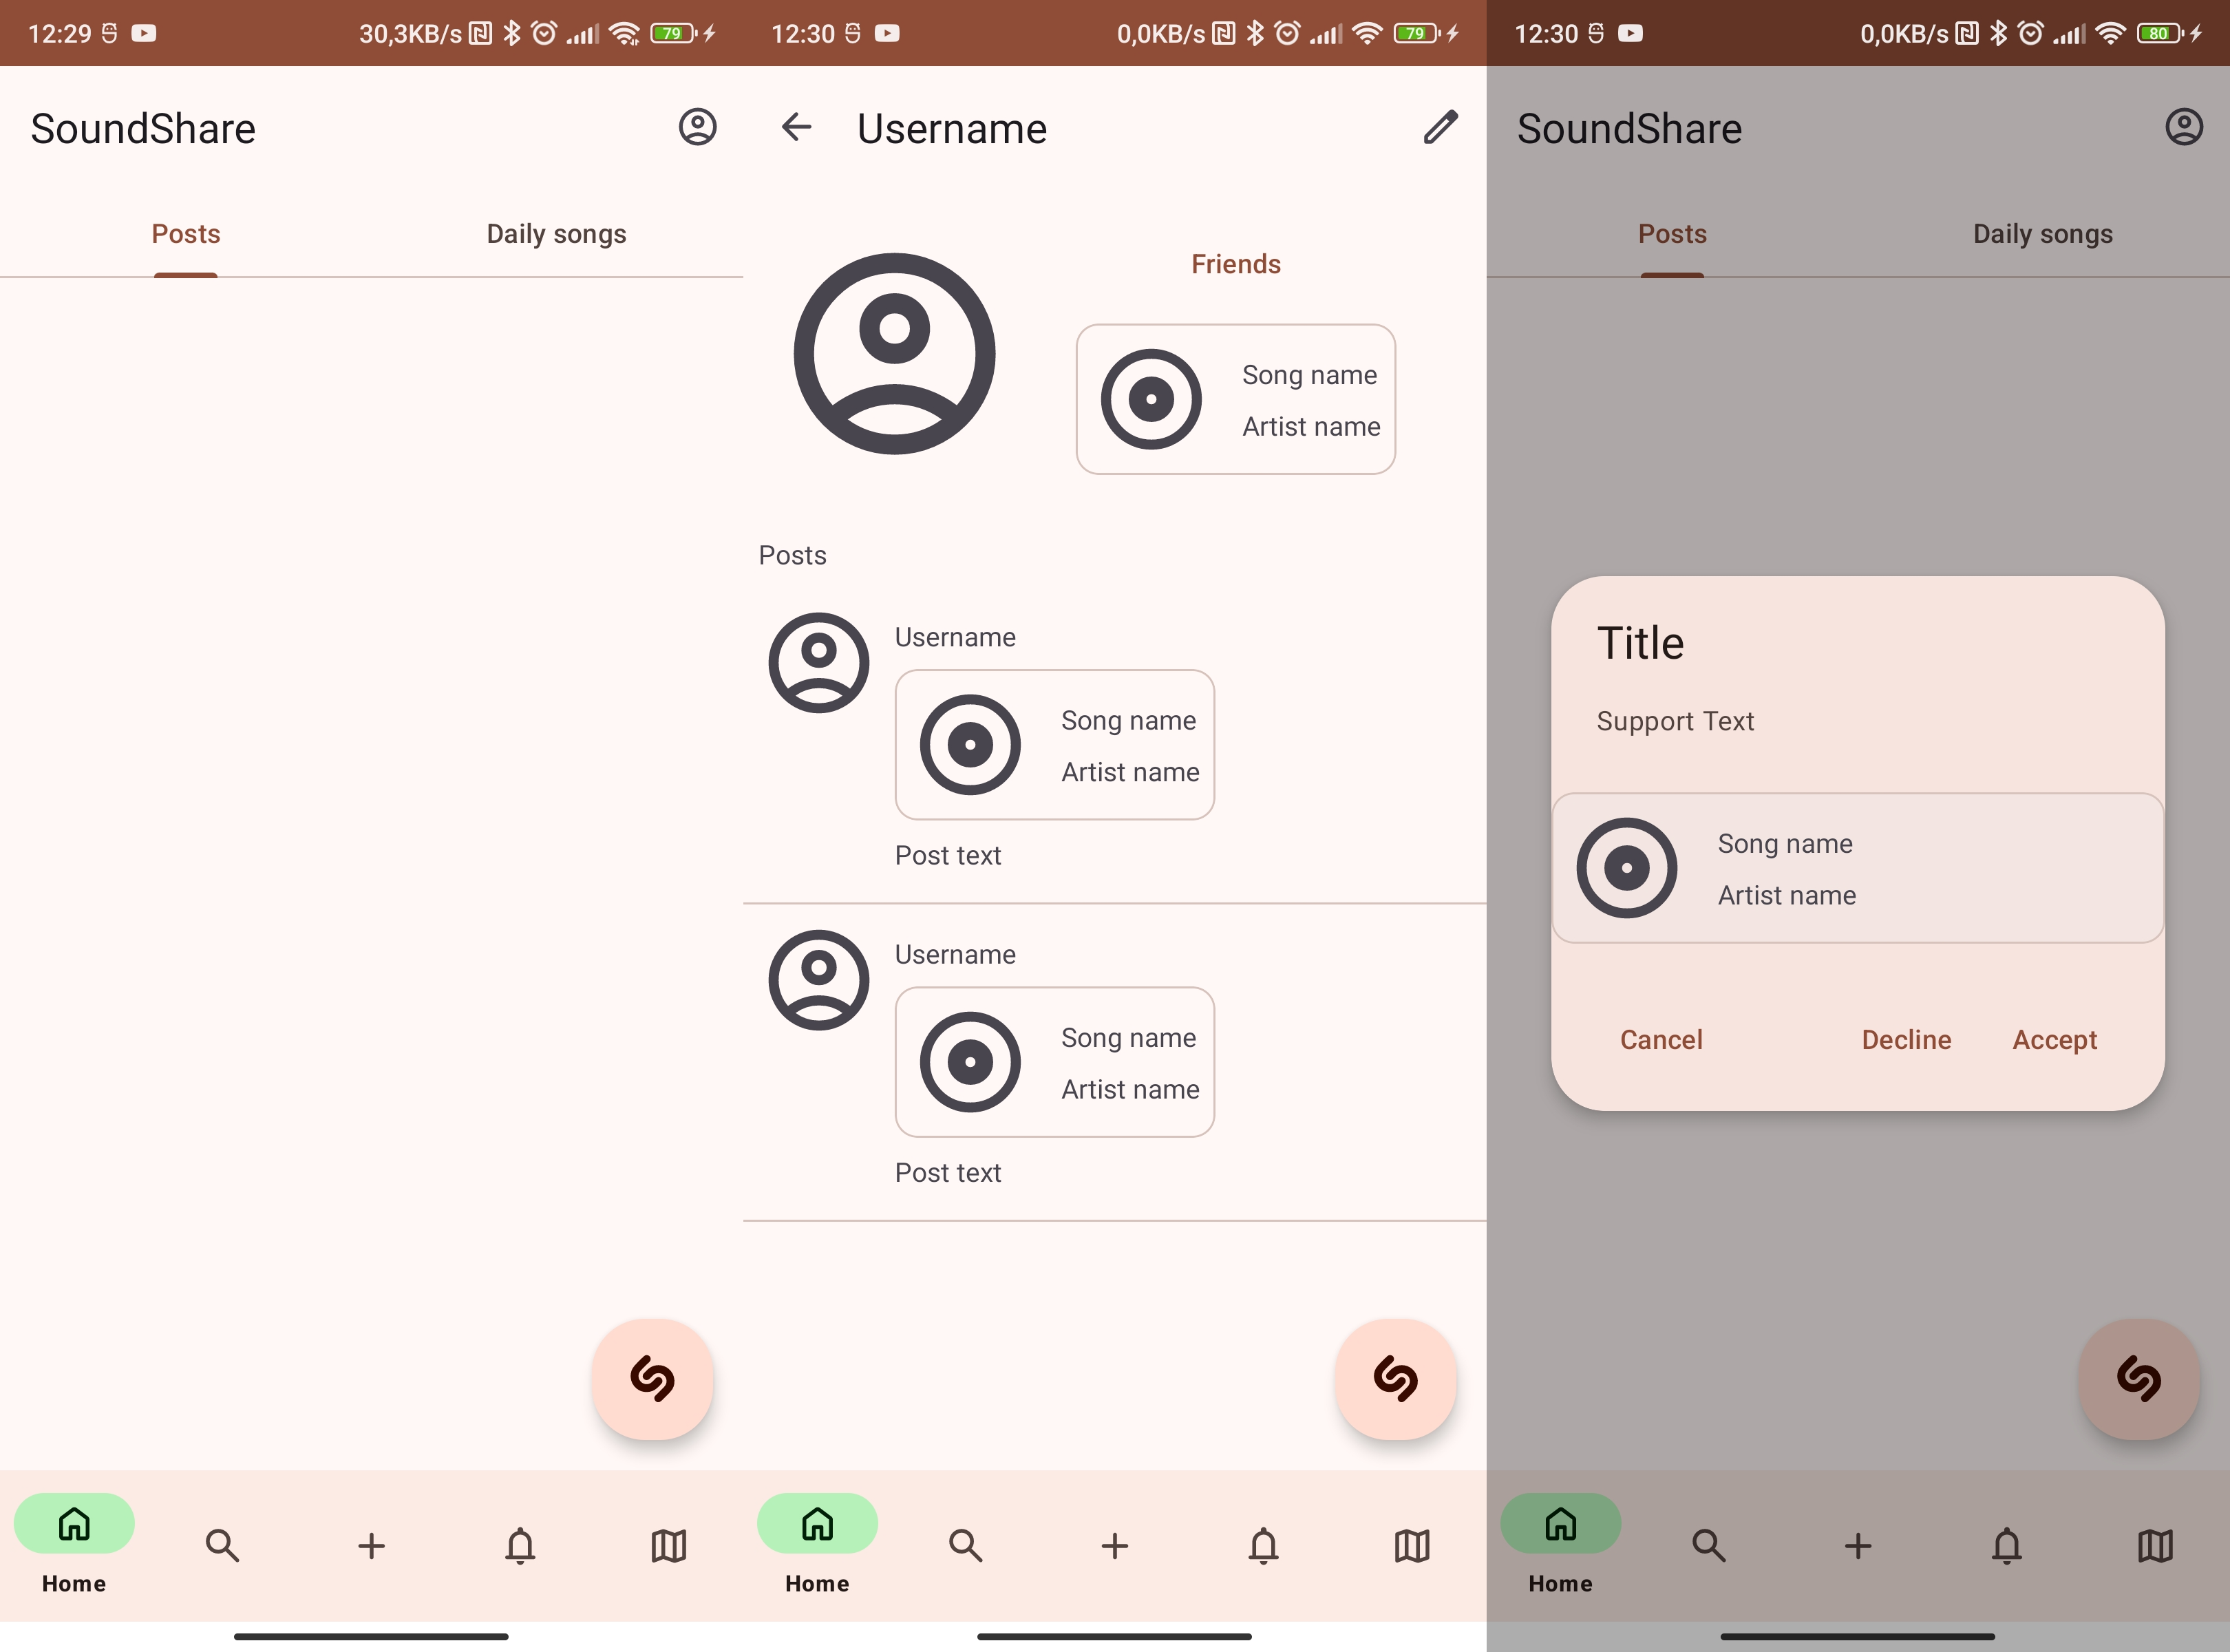 12:29
30,3KB/s
79
SoundShare
Posts
Daily songs
Home
12:30
0,0KB/s
79
Username
Friends
Song name
Artist name
Posts
Username
Song name
Artist name
Post text
Username
Song name
Artist name
Post text
Home
12:30
0,0KB/s
80
SoundShare
Posts
Daily songs
Title
Support Text
Song name
Artist name
Cancel
Decline
Accept
Home